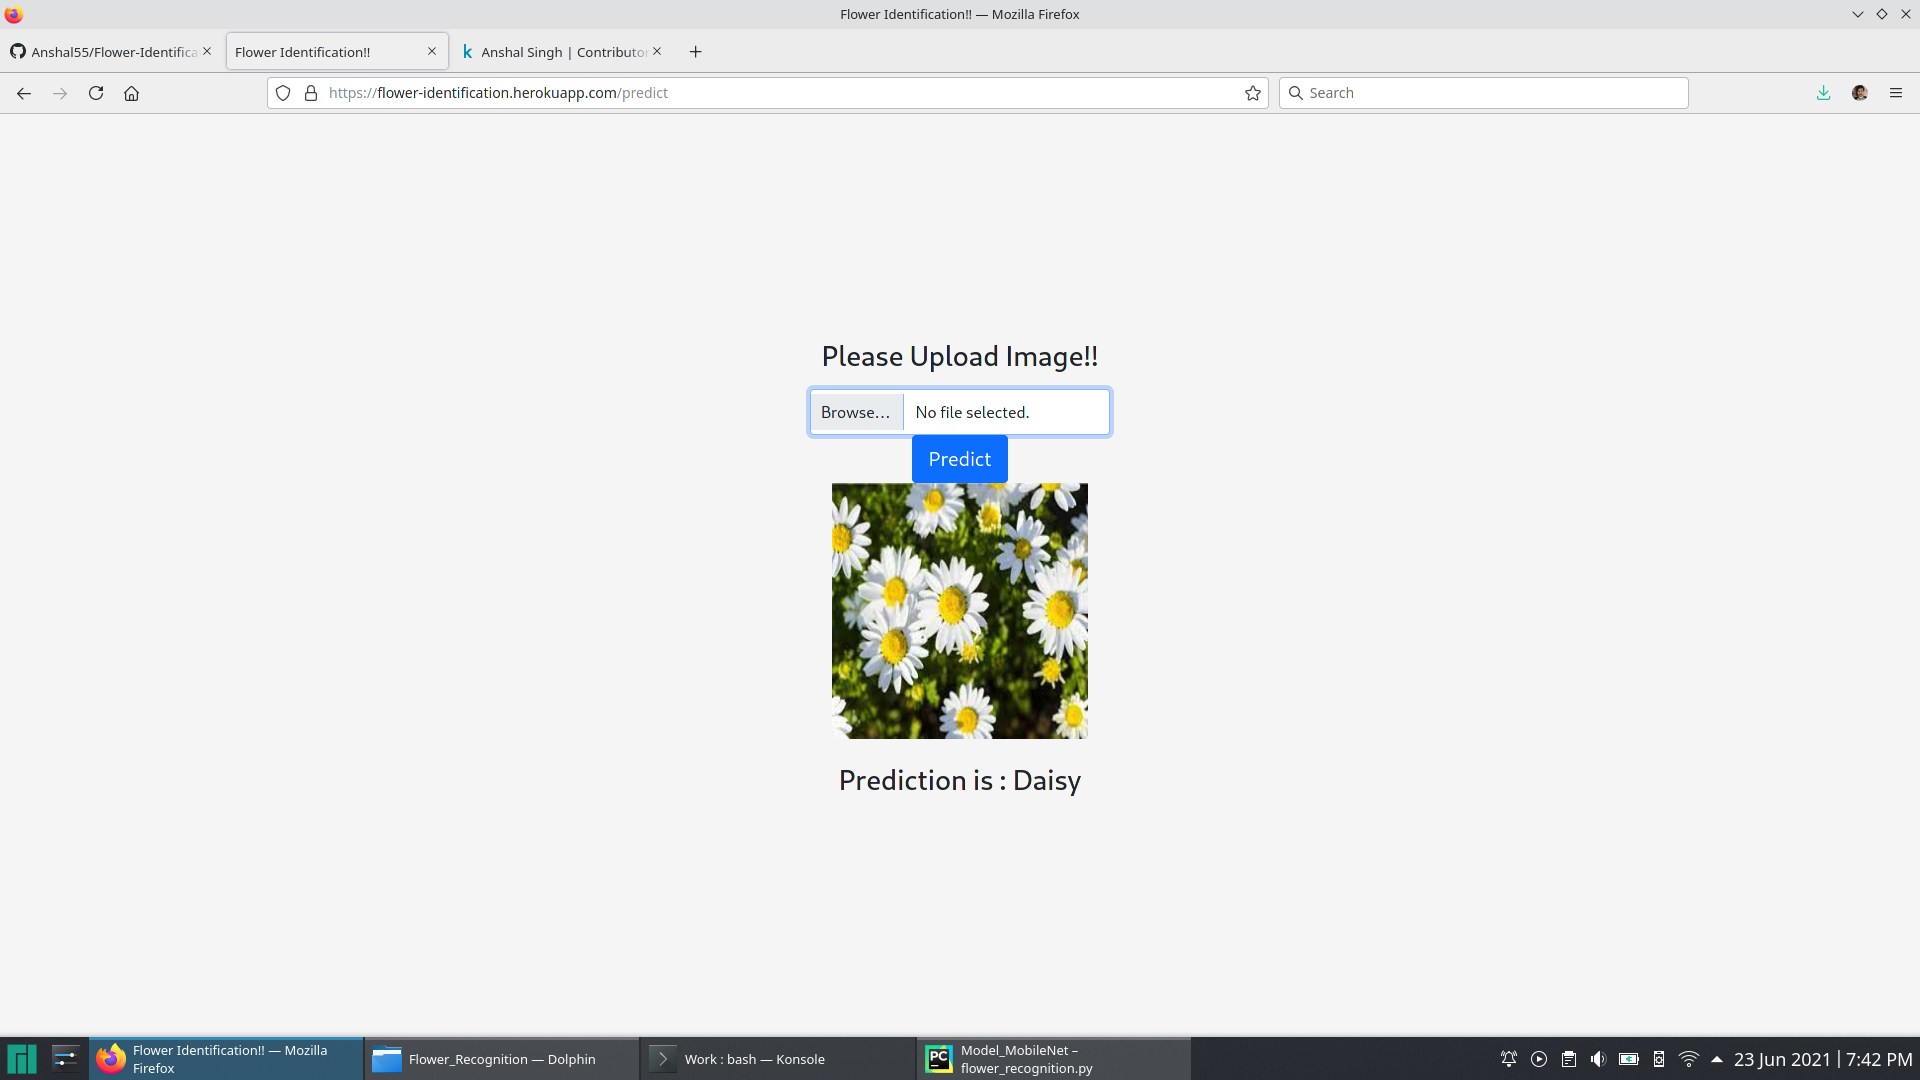 Flower Identification!! — Mozilla Firefox
Anshal55/Flower-Identifica
Flower Identification!!
Anshal Singh | Contributor
https://flower-identification.herokuapp.com/predict
Search
Please Upload Image!!
Browse... No file selected.
Predict
Prediction is : Daisy
Flower Identification!! — Mozilla
Firefox
Flower_Recognition — Dolphin
Work : bash — Konsole
PC
Model_MobileNet –
flower_recognition.py
23 Jun 2021 | 7:42 PM